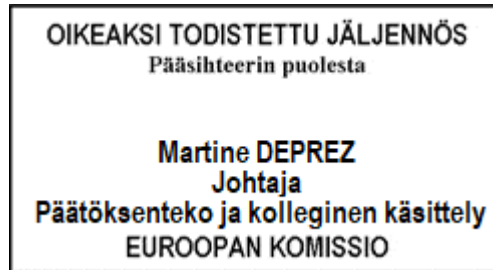 OIKEAKSI TODISTETTU JÄLJENNÖS
Pääsihteerin puolesta
Martine DEPREZ
Johtaja
Päätöksenteko ja kolleginen käsittely
EUROOPAN KOMISSIO